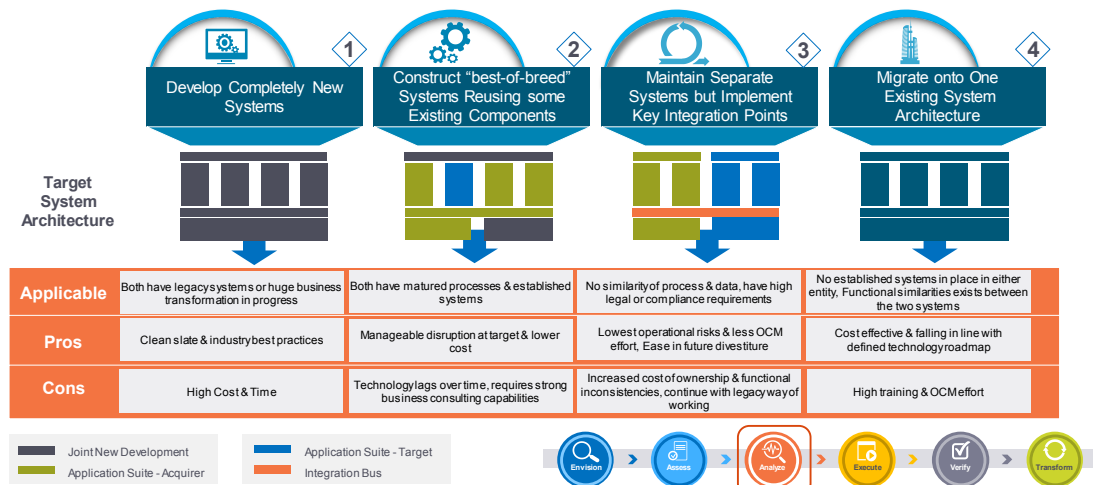 1
Develop Completely New
Systems
2
Construct “best-of-breed”
Systems Reusing some
Existing Components
3
Maintain Separate
Systems but Implement
Key Integration Points
4
Migrate onto One
Existing System
Architecture
Target
System
Architecture
Applicable
Both have legacy systems or huge business
transformation in progress
Both have matured processes & established
systems
No similarity of process & data, have high
legal or compliance requirements
No established systems in place in either
entity, Functional similarities exists between
the two systems
Pros
Clean slate & industry best practices
Manageable disruption at target & lower
cost
Lowest operational risks & less OCM
effort, Ease in future divestiture
Cost effective & falling in line with
defined technology roadmap
Cons
High Cost & Time
Technology lags over time, requires strong
business consulting capabilities
Increased cost of ownership & functional
inconsistencies, continue with legacy way of
working
High training & OCM effort
Joint New Development
Application Suite - Acquirer
Application Suite - Target
Integration Bus
Envision
Assess
Analyze
Execute
Verify
Transform